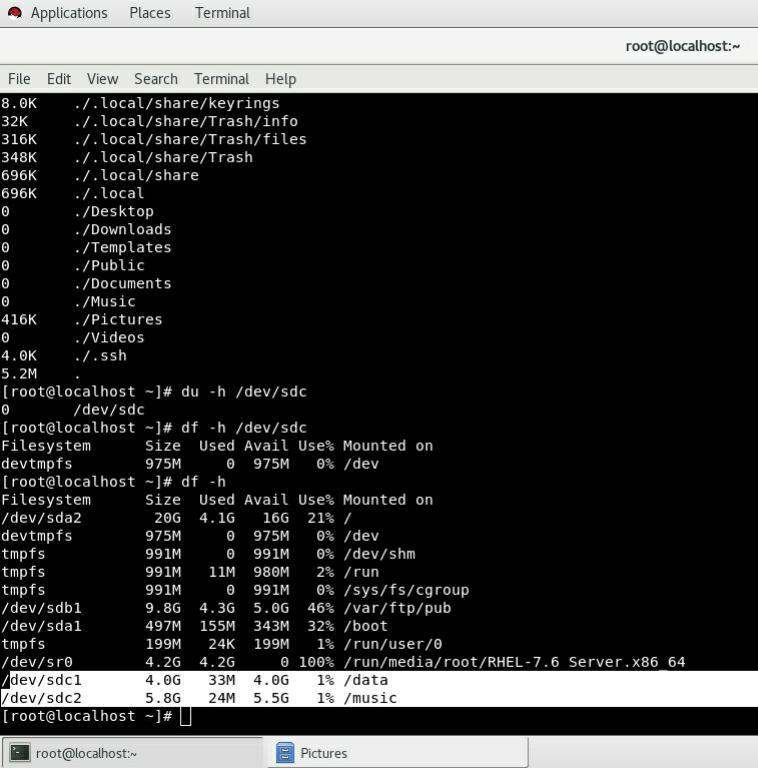 Applications Places Terminal
root@localhost:~
File Edit View Search Terminal Help
8.0K ./.local/share/keyrings
32K ./.local/share/Trash/info
316K ./.local/share/Trash/files
348K ./.local/share/Trash
696K ./.local/share
696K ./.local
0 ./Desktop
0 ./Downloads
0 ./Templates
0 ./Public
0 ./Documents
0 ./Music
416K ./Pictures
0 ./Videos
4.0K ./.ssh
5.2M .
[root@localhost ~]# du -h /dev/sdc
0 /dev/sdc
[root@localhost ~]# df -h /dev/sdc
Filesystem Size Used Avail Use% Mounted on
devtmpfs 975M 0 975M 0% /dev
[root@localhost ~]# df -h
Filesystem Size Used Avail Use% Mounted on
/dev/sda2 20G 4.1G 16G 21% /
devtmpfs 975M 0 975M 0% /dev
tmpfs 991M 0 991M 0% /dev/shm
tmpfs 991M 11M 980M 2% /run
tmpfs 991M 0 991M 0% /sys/fs/cgroup
/dev/sdb1 9.8G 4.3G 5.0G 46% /var/ftp/pub
/dev/sda1 497M 155M 343M 32% /boot
tmpfs 199M 24K 199M 1% /run/user/0
/dev/sr0 4.2G 4.2G 0 100% /run/media/root/RHEL-7.6 Server.x86_64
/dev/sdc1 4.0G 33M 4.0G 1% /data
/dev/sdc2 5.8G 24M 5.5G 1% /music
[root@localhost ~]#
root@localhost:~ Pictures